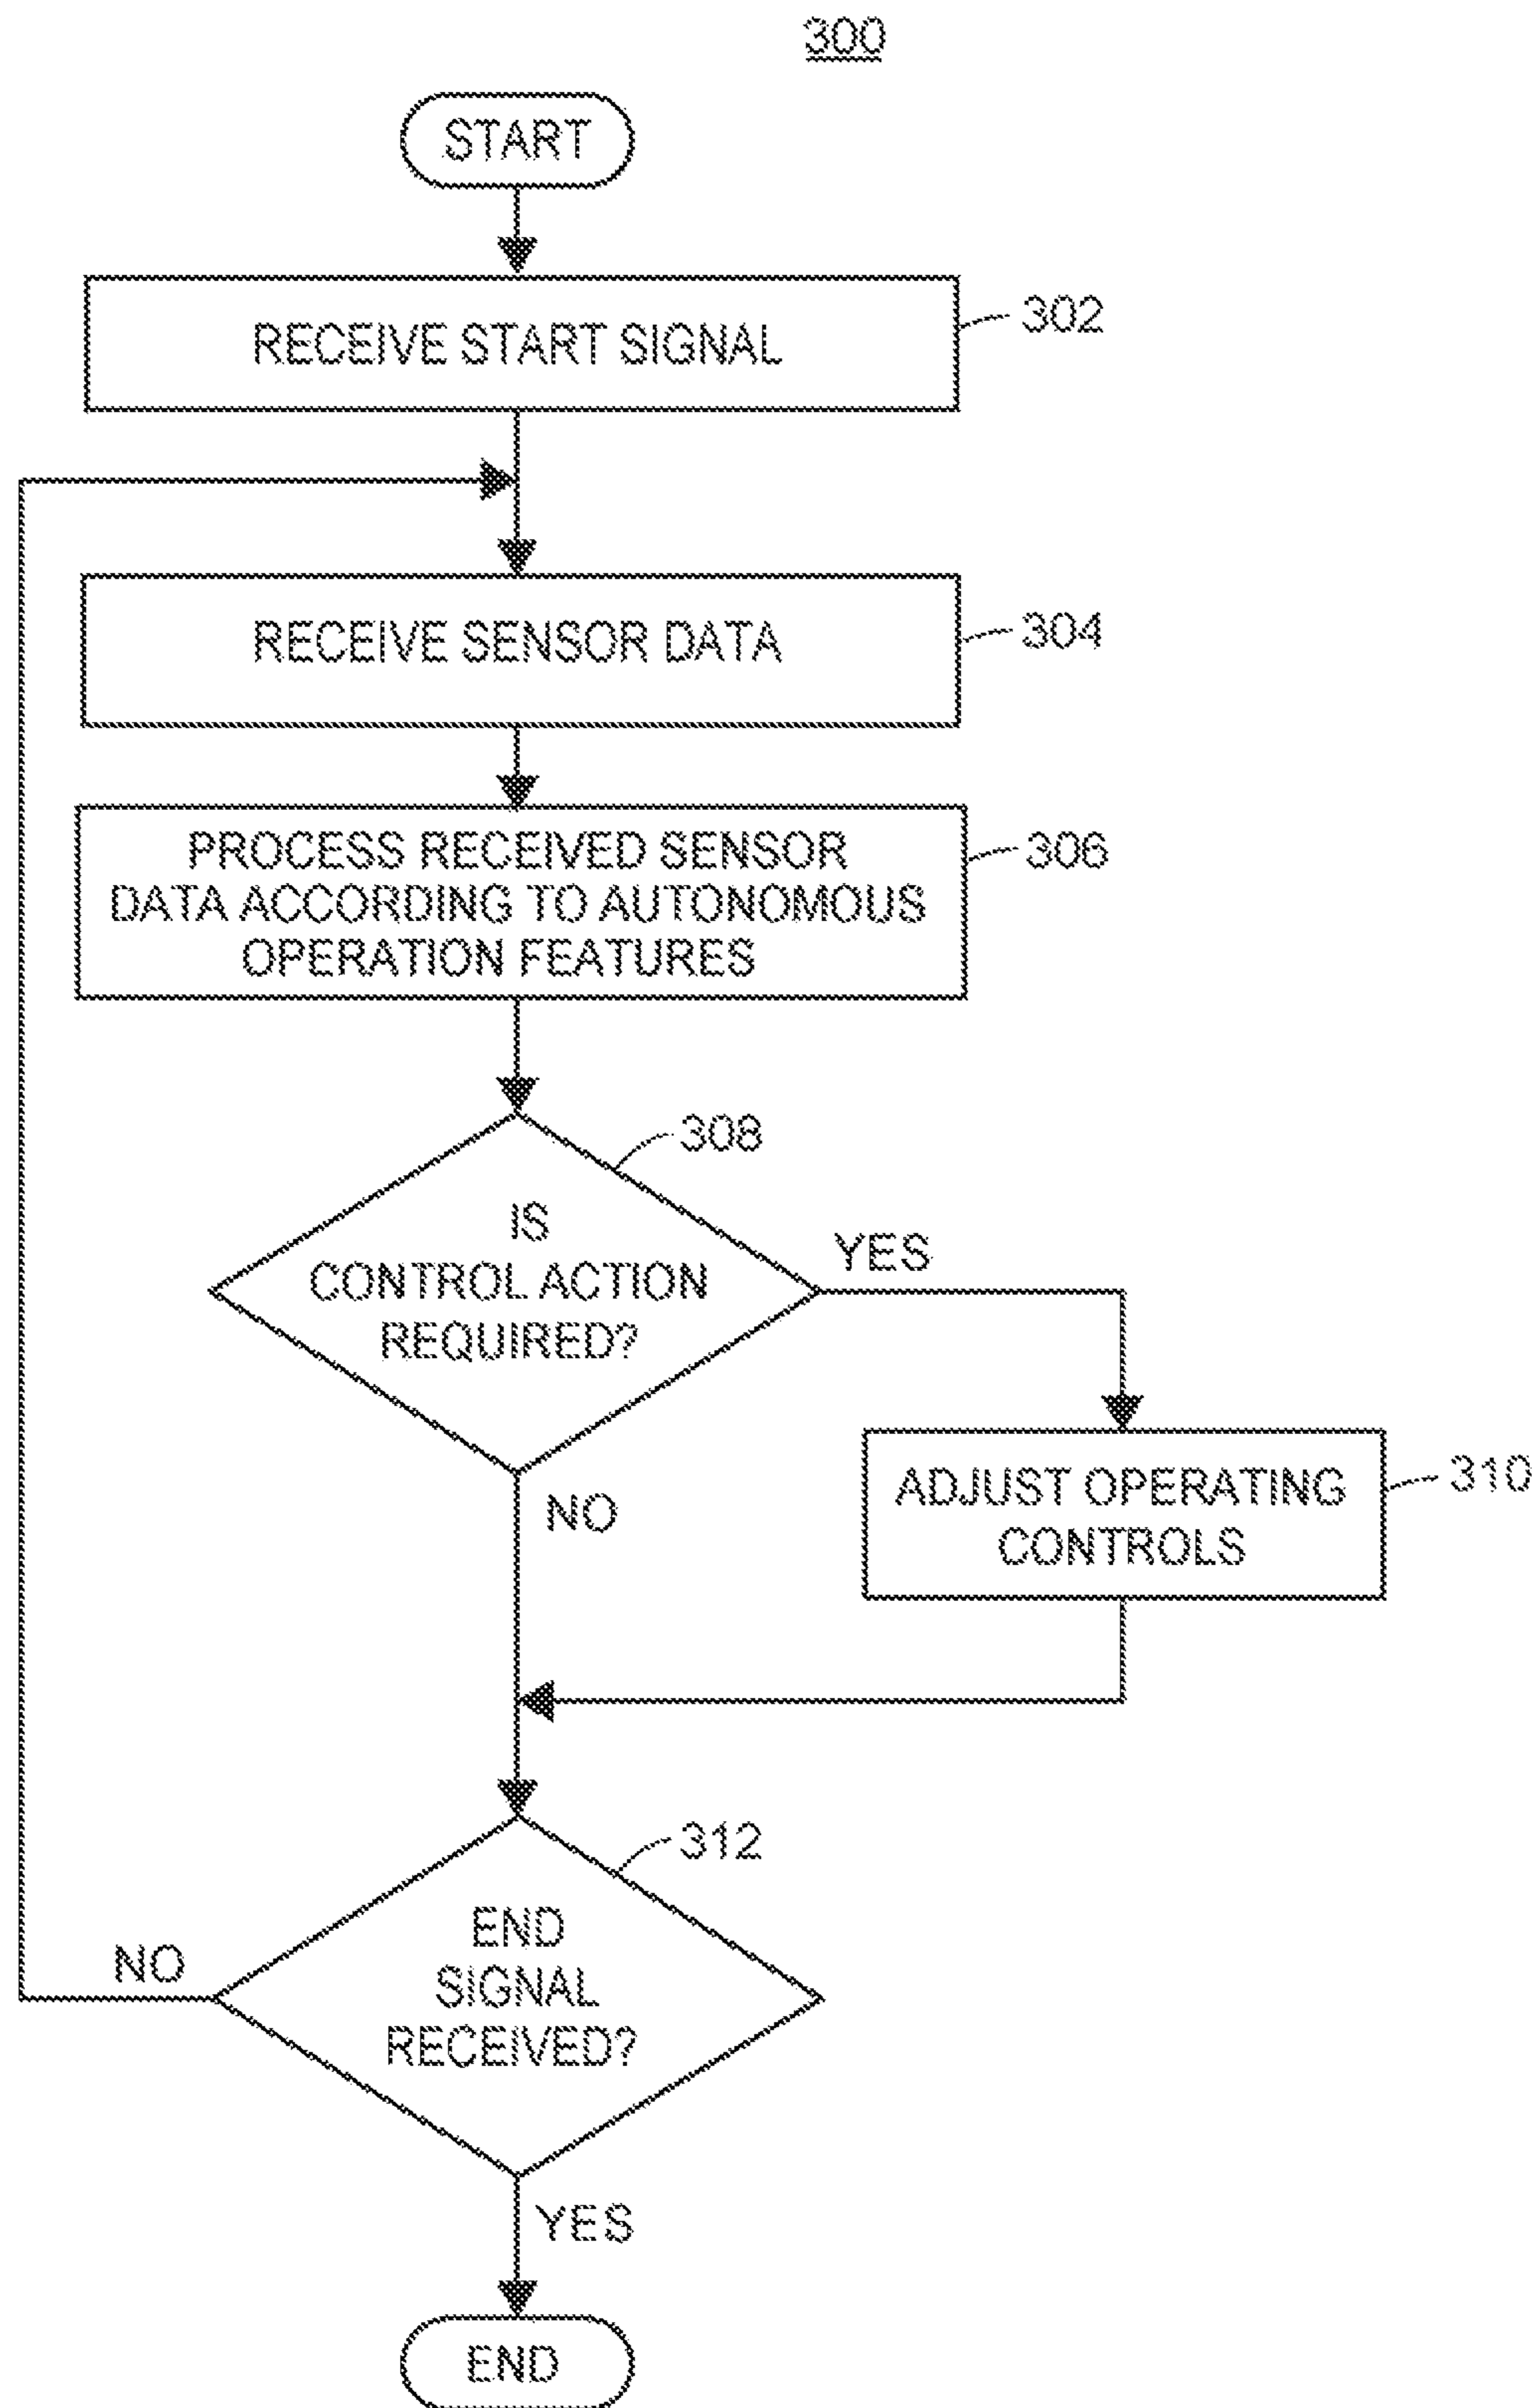 300
START
RECEIVE START SIGNAL
302
RECEIVE SENSOR DATA
304
PROCESS RECEIVED SENSOR
DATA ACCORDING TO AUTONOMOUS
OPERATION FEATURES
306
308
IS
CONTROL ACTION
REQUIRED?
YES
NO
ADJUST OPERATING
CONTROLS
310
312
END
SIGNAL
RECEIVED?
NO
YES
END